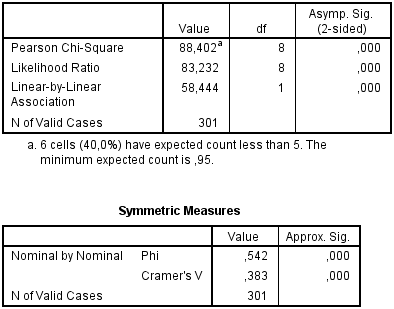 Value df Asymp. Sig. (2-sided)
Pearson Chi-Square 88,402a 8 ,000
Likelihood Ratio 83,232 8 ,000
Linear-by-Linear Association 58,444 1 ,000
N of Valid Cases 301
a. 6 cells (40,0%) have expected count less than 5. The
minimum expected count is ,95.
Symmetric Measures
Value Approx. Sig.
Nominal by Nominal Phi ,542 ,000
Cramer's V ,383 ,000
N of Valid Cases 301